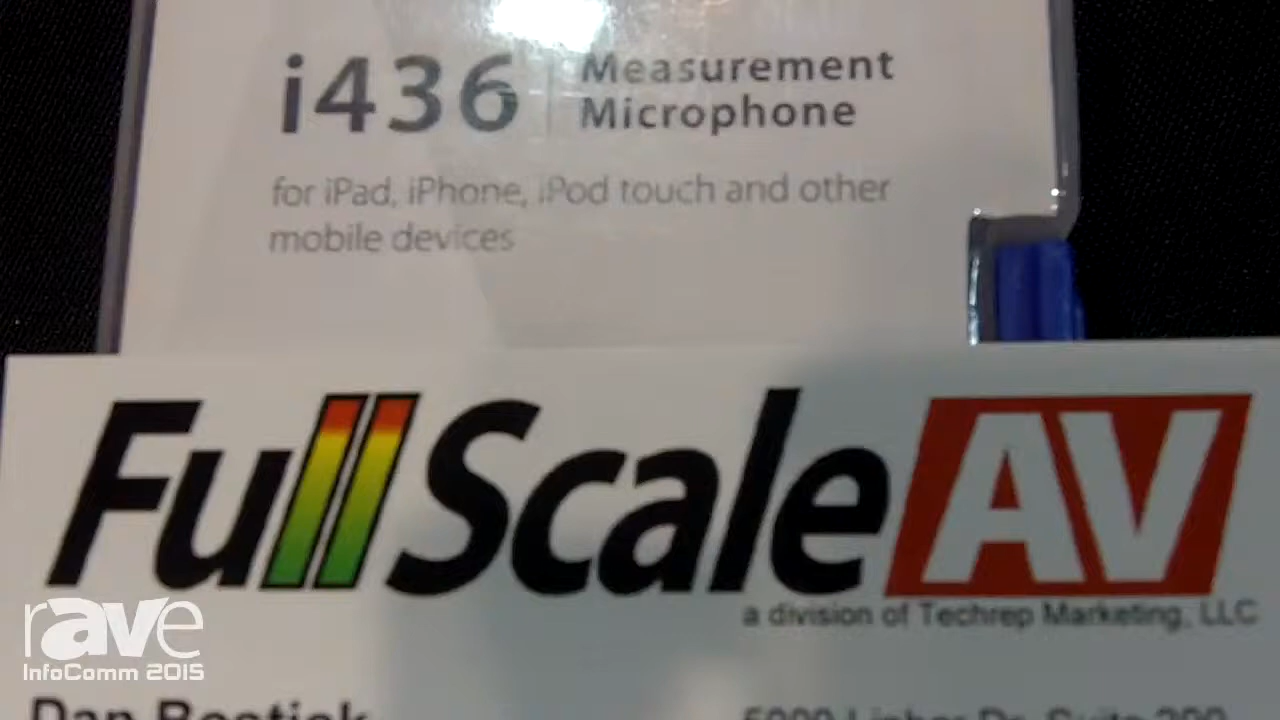 i436
Measurement
Microphone
for iPad, iPhone, iPod touch and other
mobile devices
FullScaleAV
a division of Techrep Marketing, LLC
rave
InfoComm 2015
Dan